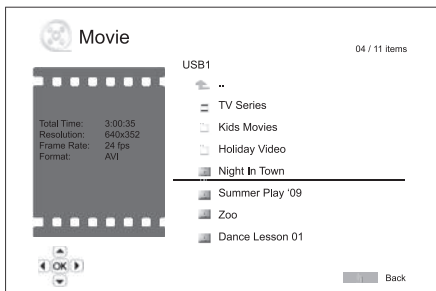 Movie
04 / 11 items
USB1
..
TV Series
Kids Movies
Holiday Video
Night In Town
Summer Play ‘09
Zoo
Dance Lesson 01
Total Time: 3:00:35
Resolution: 640x352
Frame Rate: 24 fps
Format: AVI
OK
Back